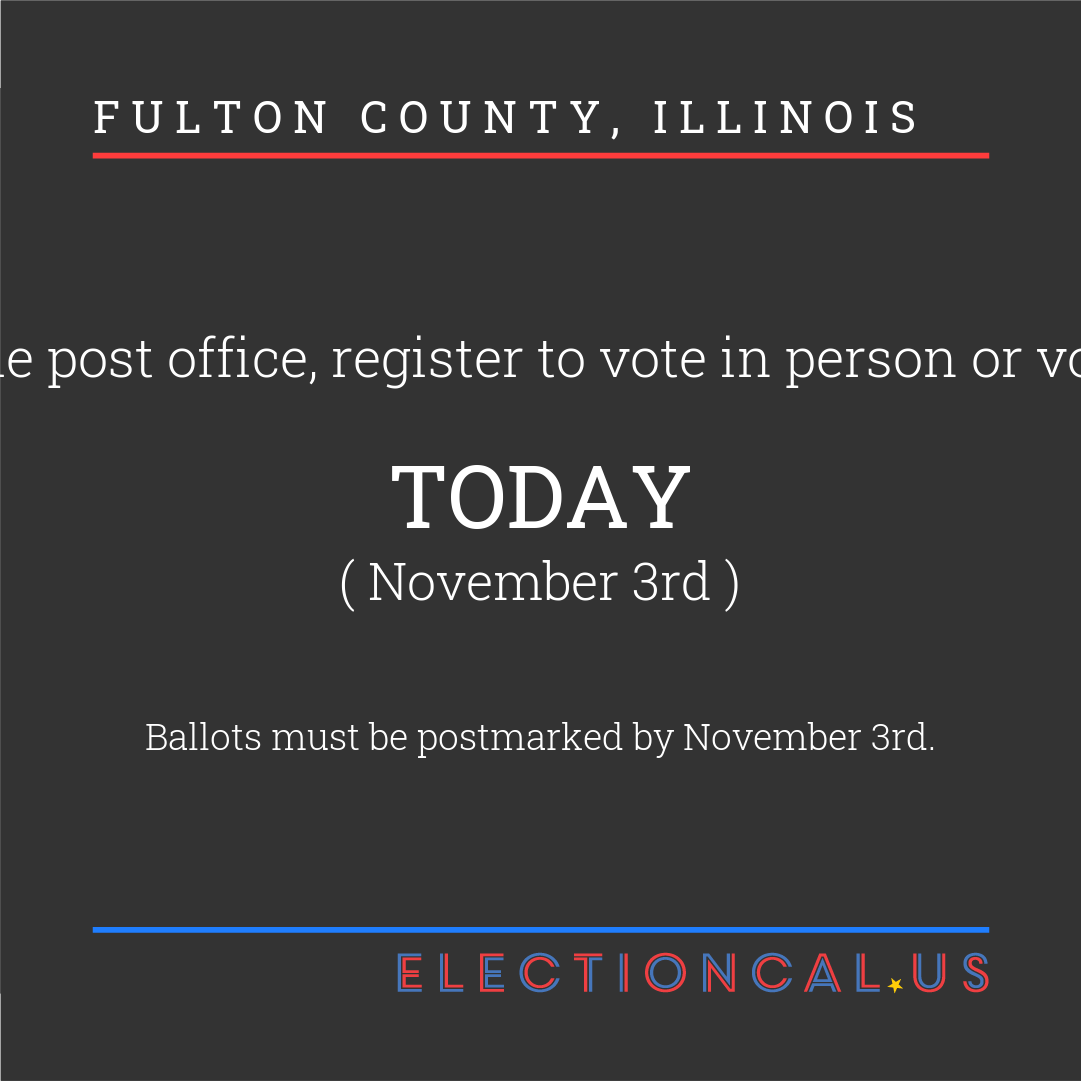 FULTON COUNTY, ILLINOIS
post office, register to vote in person or
TODAY
( November 3rd )
Ballots must be postmarked by November 3rd.
ELECTIONCAL.US